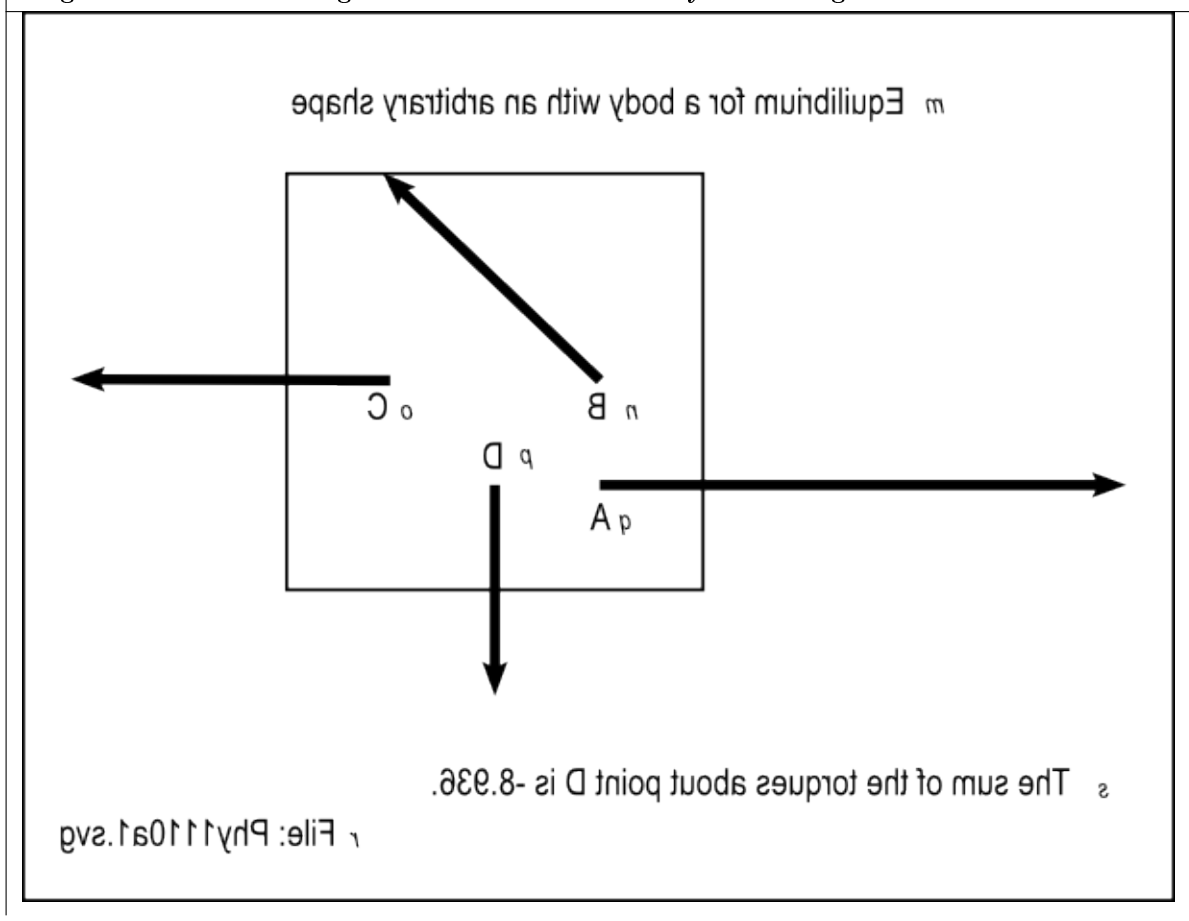 m Equilibrium for a body with an arbitrary shape
n B
o C
p D
q A
s The sum of the torques about point D is -8.936.
r File: Phy1110a1.svg